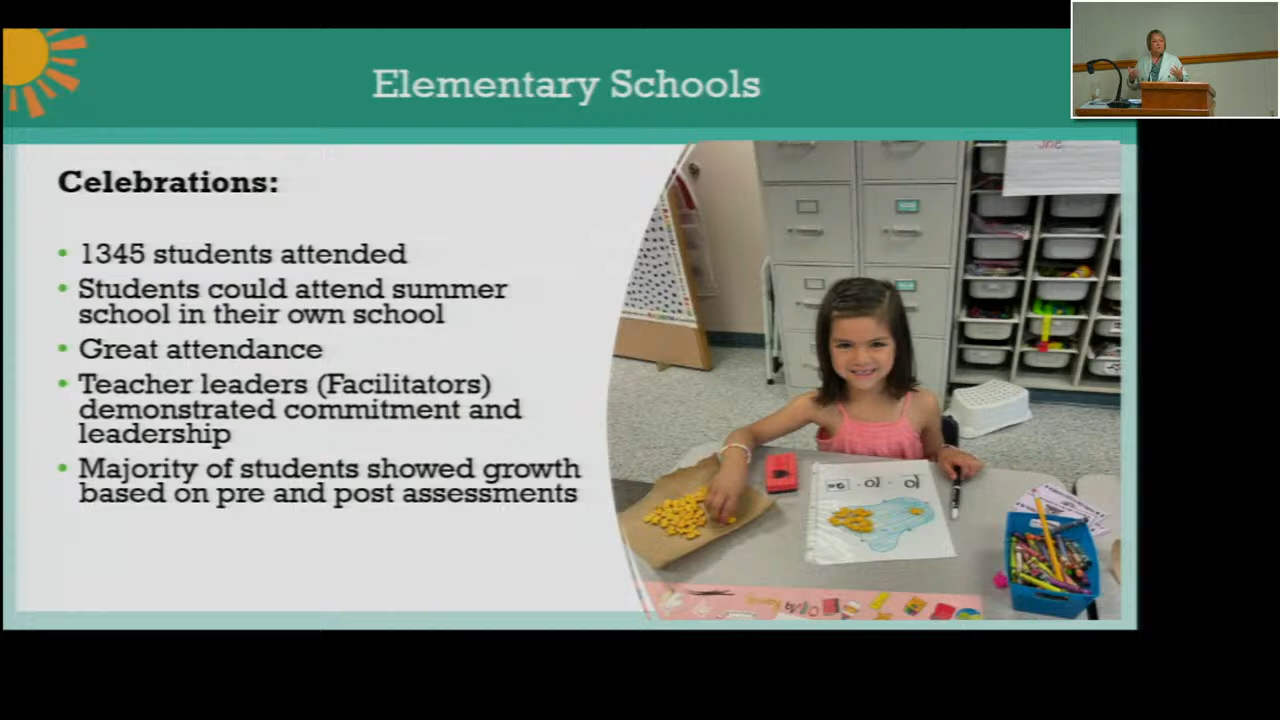 Elementary Schools
Celebrations:
• 1345 students attended
• Students could attend summer
school in their own school
• Great attendance
• Teacher leaders (Facilitators)
demonstrated commitment and
leadership
• Majority of students showed growth
based on pre and post assessments